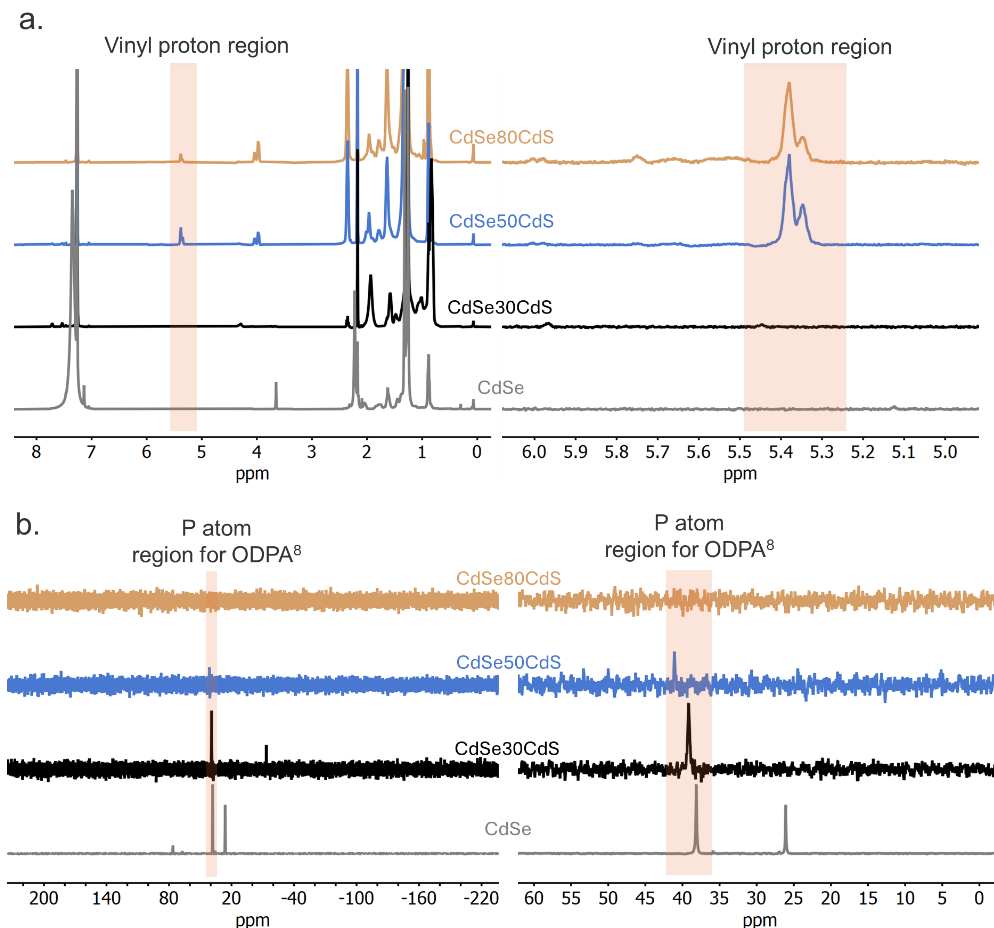 a.
Vinyl proton region
Vinyl proton region
CdSe80CdS
CdSe50CdS
CdSe30CdS
CdSe
8 7 6 5 4 3 2 1 0
ppm
6.0 5.9 5.8 5.7 5.6 5.5 5.4 5.3 5.2 5.1 5.0
ppm
b.
P atom
region for ODPA⁸
P atom
region for ODPA⁸
CdSe80CdS
CdSe50CdS
CdSe30CdS
CdSe
200 140 80 20 -40 -100 -160 -220
ppm
60 55 50 45 40 35 30 25 20 15 10 5 0
ppm